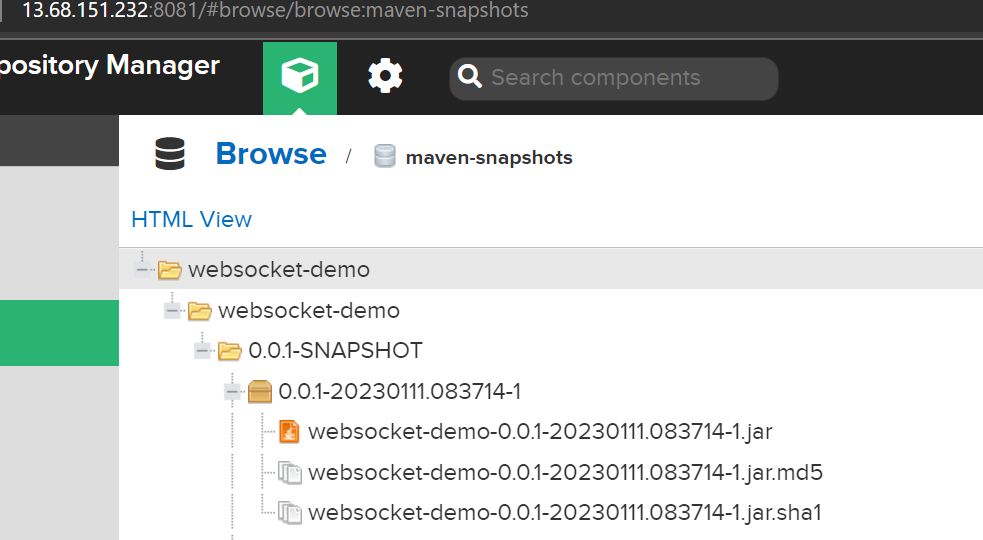 13.68.151.232:8081/#browse/browse:maven-snapshots
pository Manager
Search components
Browse / maven-snapshots
HTML View
websocket-demo
websocket-demo
0.0.1-SNAPSHOT
0.0.1-20230111.083714-1
websocket-demo-0.0.1-20230111.083714-1.jar
websocket-demo-0.0.1-20230111.083714-1.jar.md5
websocket-demo-0.0.1-20230111.083714-1.jar.sha1